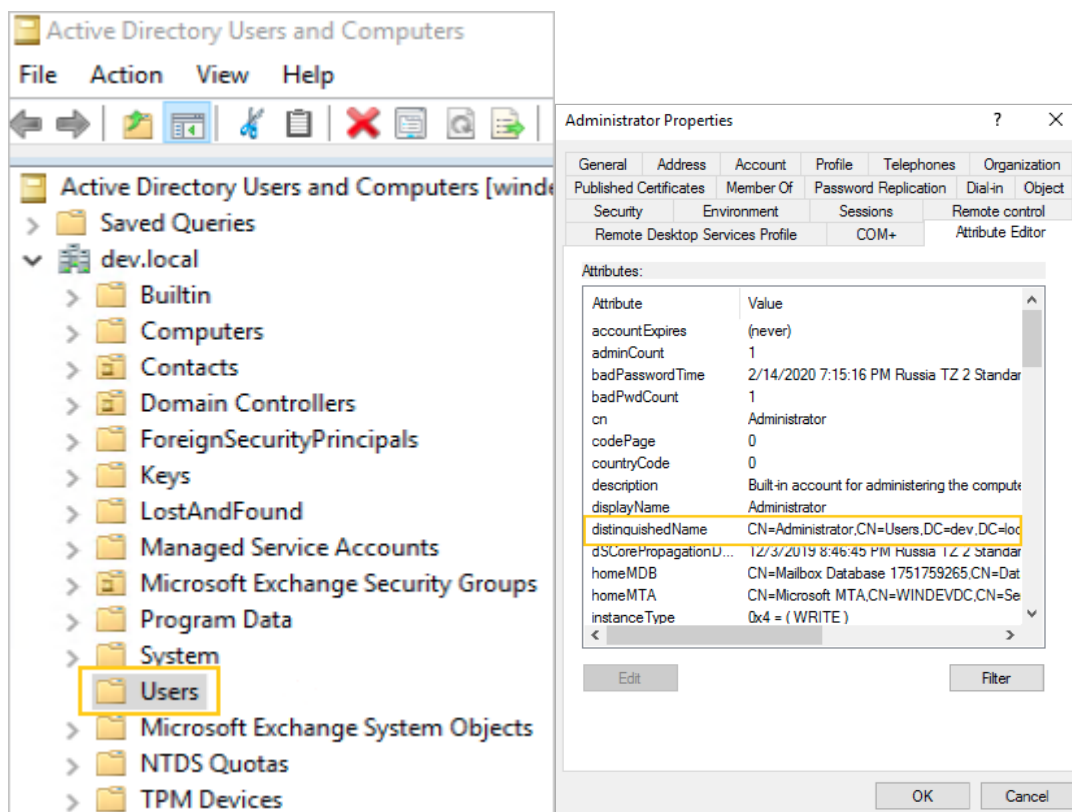 Active Directory Users and Computers
File Action View Help
Active Directory Users and Computers [winde
Saved Queries
dev.local
Builtin
Computers
Contacts
Domain Controllers
ForeignSecurityPrincipals
Keys
LostAndFound
Managed Service Accounts
Microsoft Exchange Security Groups
Program Data
System
Users
Microsoft Exchange System Objects
NTDS Quotas
TPM Devices
Administrator Properties ? ×
General Address Account Profile Telephones Organization
Published Certificates Member Of Password Replication Dial-in Object
Security Environment Sessions Remote control
Remote Desktop Services Profile COM+ Attribute Editor
Attributes:
Attribute Value
accountExpires (never)
adminCount 1
badPasswordTime 2/14/2020 7:15:16 PM Russia TZ 2 Standar
badPwdCount 1
cn Administrator
codePage 0
countryCode 0
description Built-in account for administering the compute
displayName Administrator
distinguishedName CN=Administrator,CN=Users,DC=dev,DC=loc
dSCorePropagationD... 12/3/2019 8:46:45 PM Russia TZ 2 Standar
homeMDB CN=Mailbox Database 1751759265,CN=Dat
homeMTA CN=Microsoft MTA,CN=WINDEVDC,CN=Se
instanceType 0x4 = ( WRITE )
Edit Filter
OK Cancel